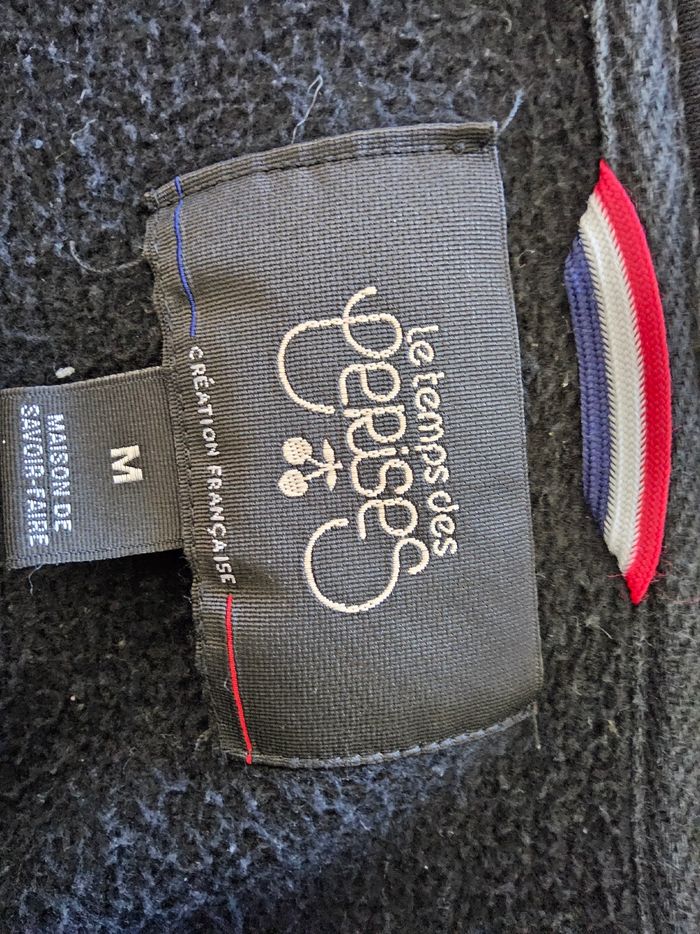 Le temps des
CERISES
CRÉATION FRANÇAISE
M
MAISON DE
SAVOIR-FAIRE